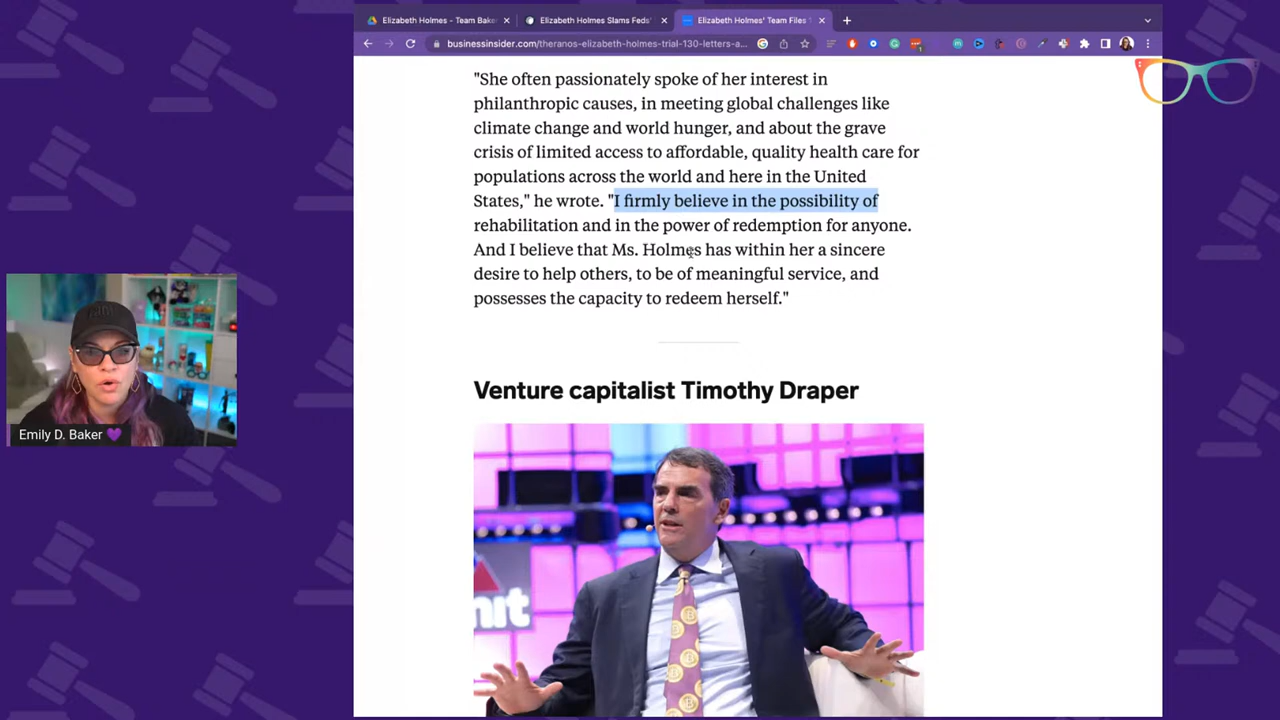 Elizabeth Holmes - Team Bake
Elizabeth Holmes Slams Feds'
Elizabeth Holmes' Team Files
businessinsider.com/theranos-elizabeth-holmes-trial-130-letters-a...
"She often passionately spoke of her interest in
philanthropic causes, in meeting global challenges like
climate change and world hunger, and about the grave
crisis of limited access to affordable, quality health care for
populations across the world and here in the United
States," he wrote. "I firmly believe in the possibility of
rehabilitation and in the power of redemption for anyone.
And I believe that Ms. Holmes has within her a sincere
desire to help others, to be of meaningful service, and
possesses the capacity to redeem herself."
Venture capitalist Timothy Draper
mit
Emily D. Baker 💜